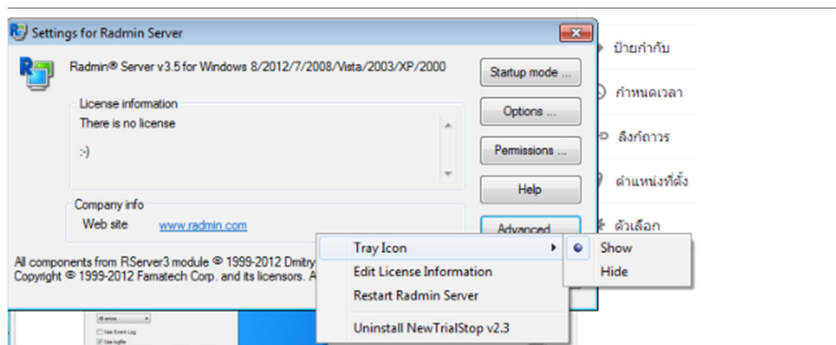 Settings for Radmin Server
Radmin® Server v3.5 for Windows 8/2012/7/2008/Vista/2003/XP/2000
Startup mode ...
License information
There is no license
:-)
Options ...
Permissions ...
Help
Company info
Web site www.radmin.com
Advanced
All components from RServer3 module © 1999-2012 Dmitry
Copyright © 1999-2012 Famatech Corp. and its licensors. A
Tray Icon
Edit License Information
Restart Radmin Server
Uninstall NewTrialStop v2.3
Show
Hide
ป้ายกำกับ
กำหนดเวลา
ลิงก์ถาวร
ตำแหน่งที่ตั้ง
ตัวเลือก
Use Event Log
Use logfile